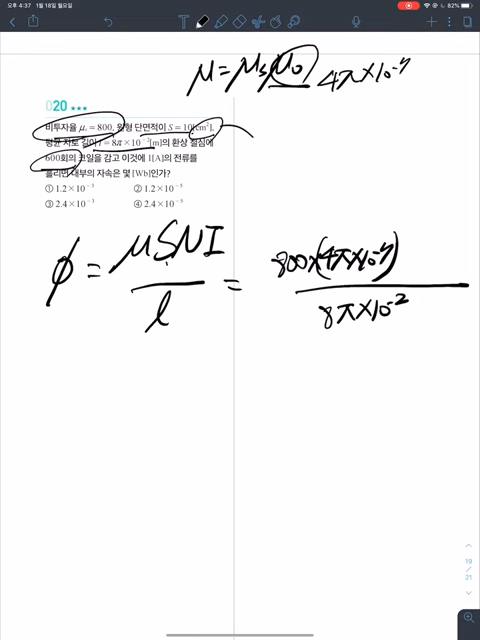 오후 4:37 1월 18일 월요일
82%
μ = μsμ0 4π×10⁻⁷
020 ★★★
비투자율 μs = 800, 원형 단면적이 S = 10[cm²],
평균 자로 길이 l = 8π×10⁻²[m]의 환상 철심에
600회의 코일을 감고 이것에 1[A]의 전류를
흘리면 내부의 자속은 몇 [Wb]인가?
① 1.2×10⁻³ ② 1.2×10⁻⁵
③ 2.4×10⁻³ ④ 2.4×10⁻⁵
ϕ = μSNI / l = 800×(4π×10⁻⁷) / 8π×10⁻²
19
/
21